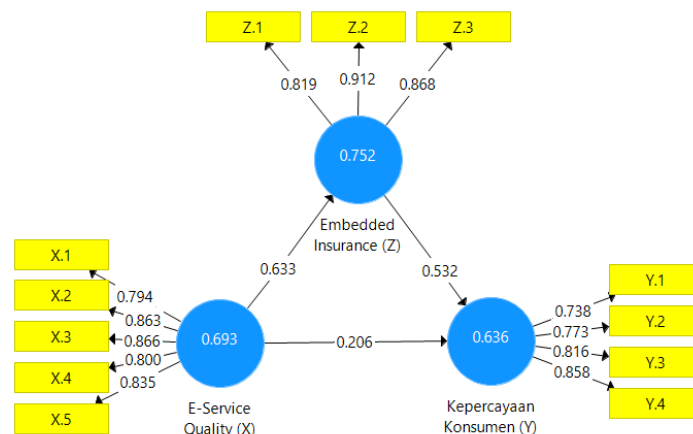 Z.1 Z.2 Z.3
0.819 0.912 0.868
0.752
Embedded
Insurance (Z)
0.633 0.532
X.1
X.2
X.3
X.4
X.5
0.794
0.863
0.866
0.800
0.835
0.693
E-Service
Quality (X)
0.206
0.636
Kepercayaan
Konsumen (Y)
0.738
0.773
0.816
0.858
Y.1
Y.2
Y.3
Y.4